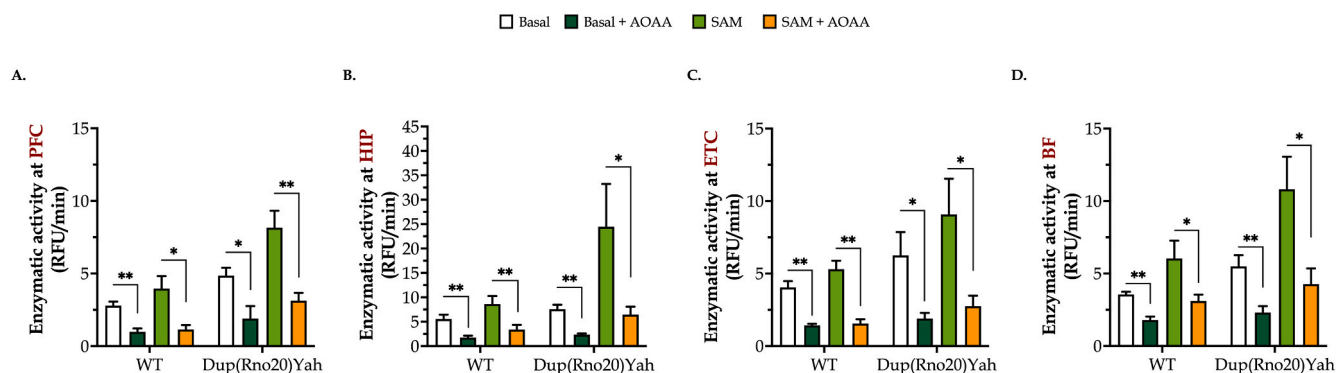 Basal Basal + AOAA SAM SAM + AOAA
A.
Enzymatic activity at PFC
(RFU/min)
15
10
5
0
** * * **
WT Dup(Rno20)Yah
B.
Enzymatic activity at HIP
(RFU/min)
45
40
35
30
25
20
15
10
5
0
** ** ** *
WT Dup(Rno20)Yah
C.
Enzymatic activity at ETC
(RFU/min)
15
10
5
0
** ** * *
WT Dup(Rno20)Yah
D.
Enzymatic activity at BF
(RFU/min)
15
10
5
0
** * ** *
WT Dup(Rno20)Yah